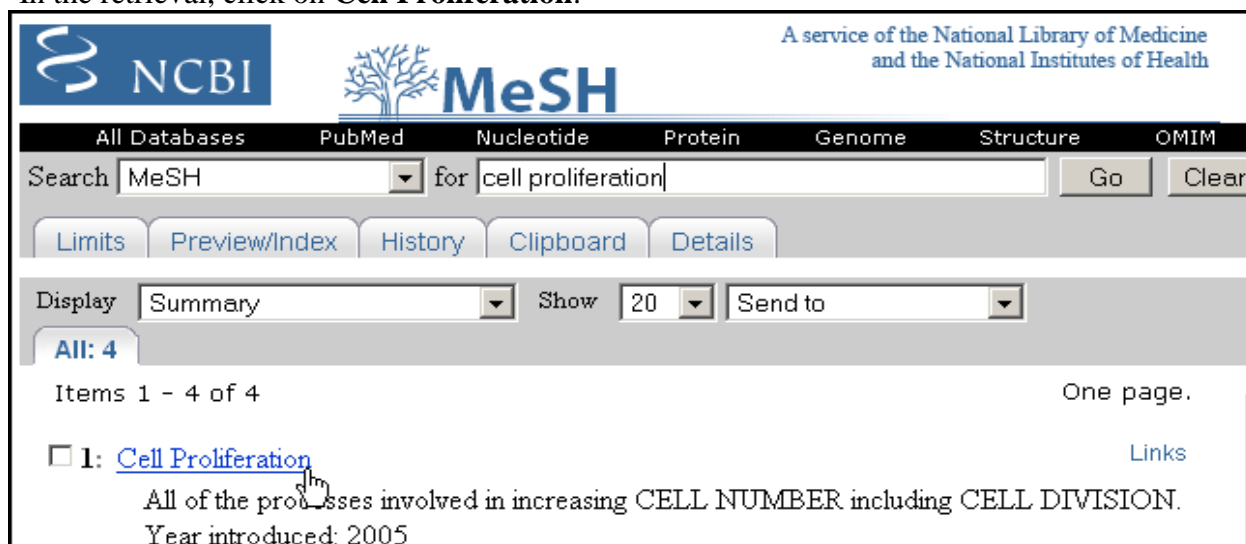 In the retrieval, click on Cell Proliferation.
A service of the National Library of Medicine
and the National Institutes of Health
NCBI
MeSH
All Databases PubMed Nucleotide Protein Genome Structure OMIM
Search MeSH for cell proliferation Go Clear
Limits Preview/Index History Clipboard Details
Display Summary Show 20 Send to
All: 4
Items 1 - 4 of 4 One page.
1: Cell Proliferation Links
All of the processes involved in increasing CELL NUMBER including CELL DIVISION.
Year introduced: 2005